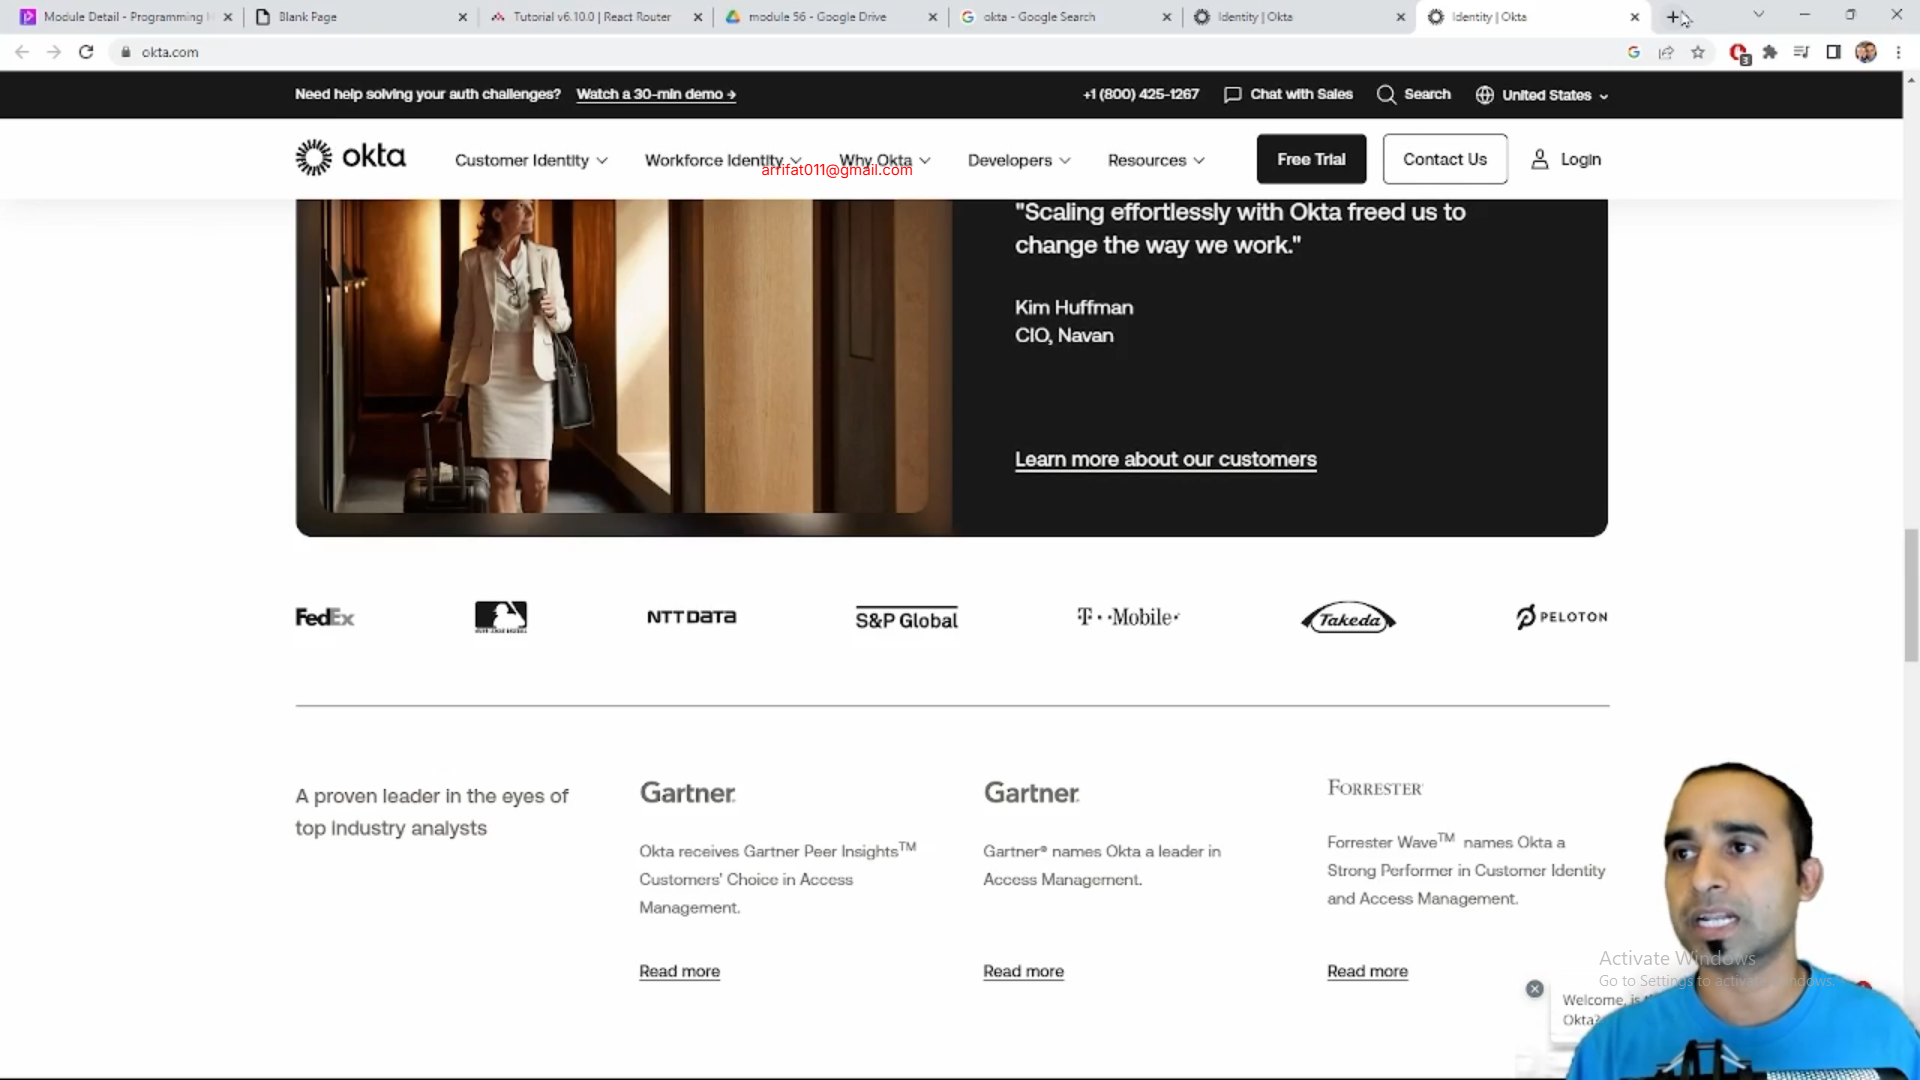 Module Detail - Programming H
Blank Page
Tutorial v6.10.0 | React Router
module 56 - Google Drive
okta - Google Search
Identity | Okta
Identity | Okta
okta.com
3
Need help solving your auth challenges? Watch a 30-min demo →
+1 (800) 425-1267
Chat with Sales
Search
United States
okta
Customer Identity
Workforce Identity
Why Okta
Developers
Resources
Free Trial
Contact Us
Login
arrifat011@gmail.com
"Scaling effortlessly with Okta freed us to
change the way we work."
Kim Huffman
CIO, Navan
Learn more about our customers
FedEx
NTT DATA
S&P Global
T··Mobile·
Takeda
PELOTON
A proven leader in the eyes of
top industry analysts
Gartner
Okta receives Gartner Peer Insights™
Customers' Choice in Access
Management.
Read more
Gartner
Gartner® names Okta a leader in
Access Management.
Read more
FORRESTER
Forrester Wave™ names Okta a
Strong Performer in Customer Identity
and Access Management.
Read more
Activate Windows
Go to Settings to activate Windows.
Welcome, is
Okta?